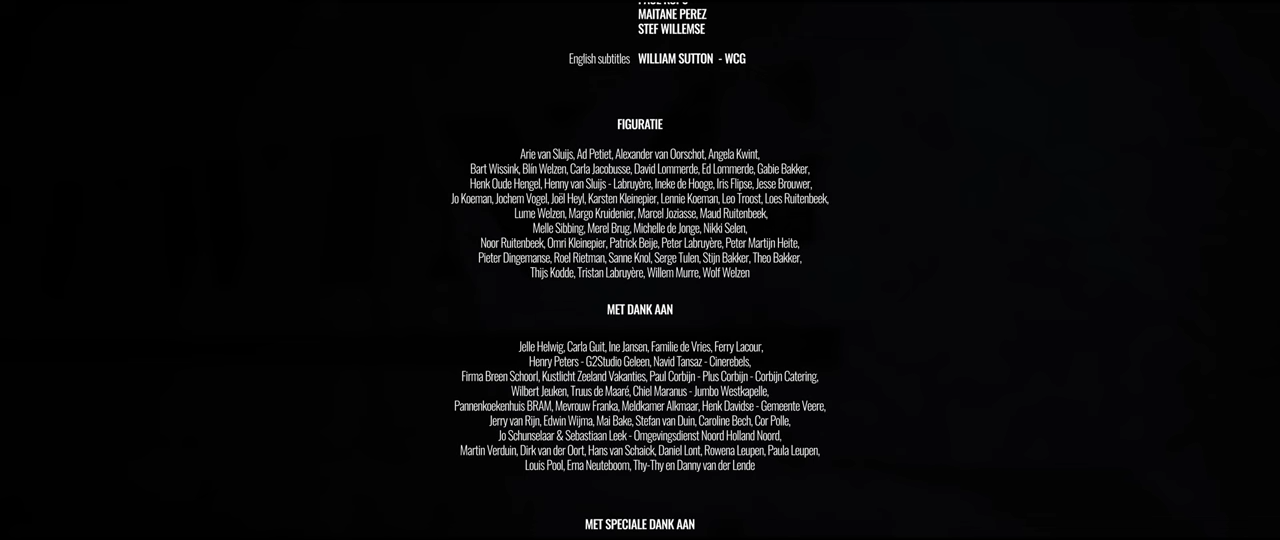 MAITANE PEREZ
STEF WILLEMSE
English subtitles WILLIAM SUTTON - WCG
FIGURATIE
Arie van Sluijs, Ad Petiet, Alexander van Oorschot, Angela Kwint,
Bart Wissink, Blín Welzen, Carla Jacobusse, David Lommerde, Ed Lommerde, Gabie Bakker,
Henk Oude Hengel, Henny van Sluijs - Labruyère, Ineke de Hooge, Iris Flipse, Jesse Brouwer,
Jo Koeman, Jochem Vogel, Joël Heyl, Karsten Kleinepier, Lennie Koeman, Leo Troost, Loes Ruitenbeek,
Lume Welzen, Margo Kruidenier, Marcel Joziasse, Maud Ruitenbeek,
Melle Sibbing, Merel Brug, Michelle de Jonge, Nikki Selen,
Noor Ruitenbeek, Omri Kleinepier, Patrick Beije, Peter Labruyère, Peter Martijn Heite,
Pieter Dingemanse, Roel Rietman, Sanne Knol, Serge Tulen, Stijn Bakker, Theo Bakker,
Thijs Kodde, Tristan Labruyère, Willem Murre, Wolf Welzen
MET DANK AAN
Jelle Helwig, Carla Guit, Ine Jansen, Familie de Vries, Ferry Lacour,
Henry Peters - G2Studio Geleen, Navid Tansaz - Cinerebels,
Firma Breen Schoorl, Kustlicht Zeeland Vakanties, Paul Corbijn - Plus Corbijn - Corbijn Catering,
Wilbert Jeuken, Truus de Maaré, Chiel Maranus - Jumbo Westkapelle,
Pannenkoekenhuis BRAM, Mevrouw Franka, Meldkamer Alkmaar, Henk Davidse - Gemeente Veere,
Jerry van Rijn, Edwin Wijma, Mai Bake, Stefan van Duin, Caroline Bech, Cor Polle,
Jo Schunselaar & Sebastiaan Leek - Omgevingsdienst Noord Holland Noord,
Martin Verduin, Dirk van der Oort, Hans van Schaick, Daniel Lont, Rowena Leupen, Paula Leupen,
Louis Pool, Erna Neuteboom, Thy-Thy en Danny van der Lende
MET SPECIALE DANK AAN